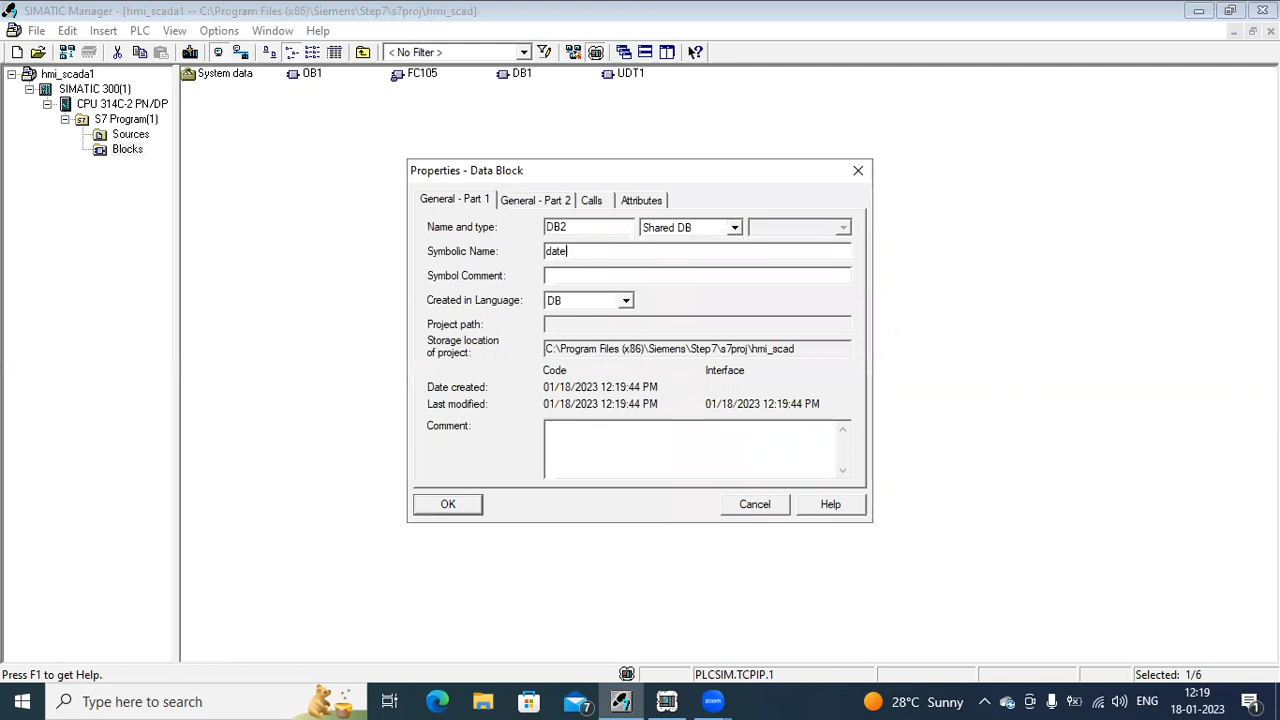 SIMATIC Manager - [hmi_scada1 -- C:\Program Files (x86)\Siemens\Step7\s7proj\hmi_scad]
File Edit Insert PLC View Options Window Help
< No Filter >
hmi_scada1
SIMATIC 300(1)
CPU 314C-2 PN/DP
S7 Program(1)
Sources
Blocks
System data OB1 FC105 DB1 UDT1
Properties - Data Block
General - Part 1 General - Part 2 Calls Attributes
Name and type: DB2 Shared DB
Symbolic Name: date
Symbol Comment:
Created in Language: DB
Project path:
Storage location
of project: C:\Program Files (x86)\Siemens\Step7\s7proj\hmi_scad
Code Interface
Date created: 01/18/2023 12:19:44 PM
Last modified: 01/18/2023 12:19:44 PM 01/18/2023 12:19:44 PM
Comment:
OK Cancel Help
Press F1 to get Help. PLCSIM.TCPIP.1 Selected: 1/6
Type here to search 7 zoom 28°C Sunny ENG 12:19
18-01-2023 1